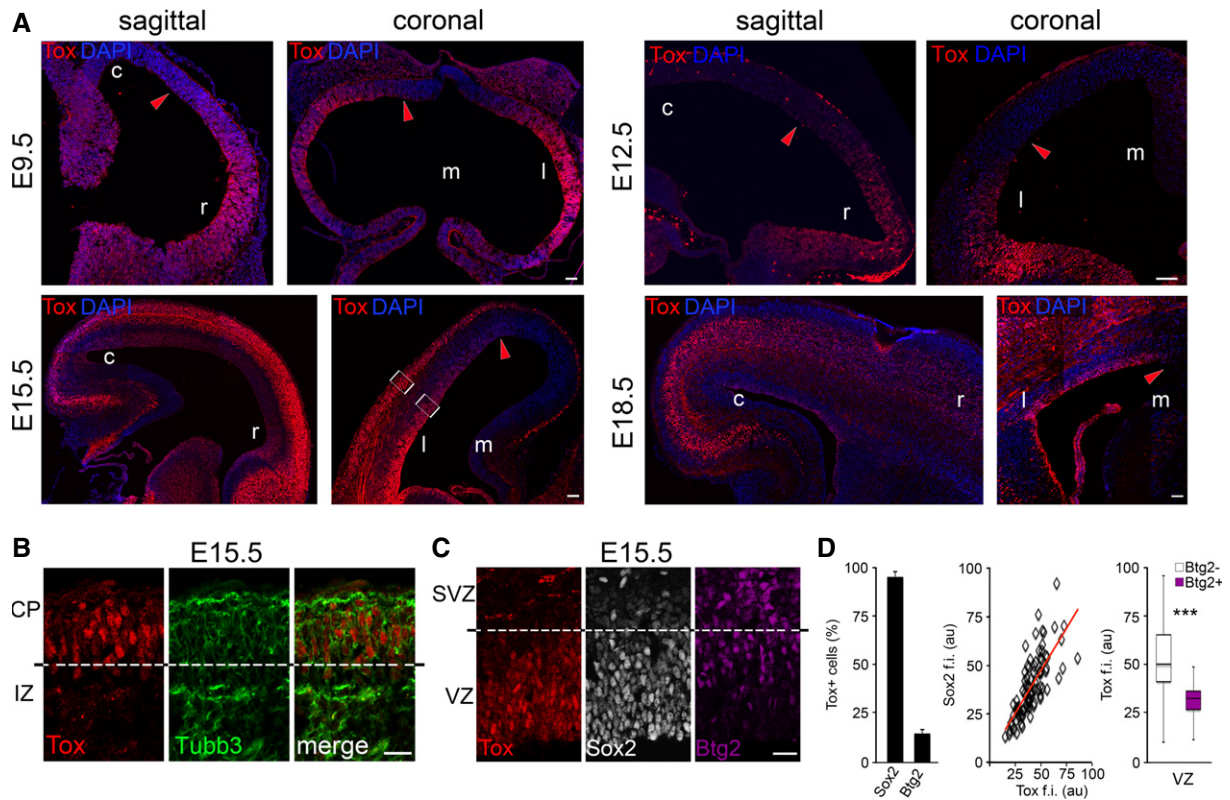 A
sagittal coronal sagittal coronal
E9.5
Tox DAPI
c
r
Tox DAPI
m
l
E12.5
Tox DAPI
c
r
Tox DAPI
m
l
E15.5
Tox DAPI
c
r
Tox DAPI
l
m
E18.5
Tox DAPI
c
r
Tox DAPI
l
m
B
E15.5
CP
IZ
Tox
Tubb3
merge
C
E15.5
SVZ
VZ
Tox
Sox2
Btg2
D
Tox+ cells (%)
100
75
50
25
0
Sox2
Btg2
Sox2 f.i. (au)
100
75
50
25
0
25 50 75 100
Tox f.i. (au)
Btg2-
Btg2+
***
Tox f.i. (au)
100
75
50
25
0
VZ